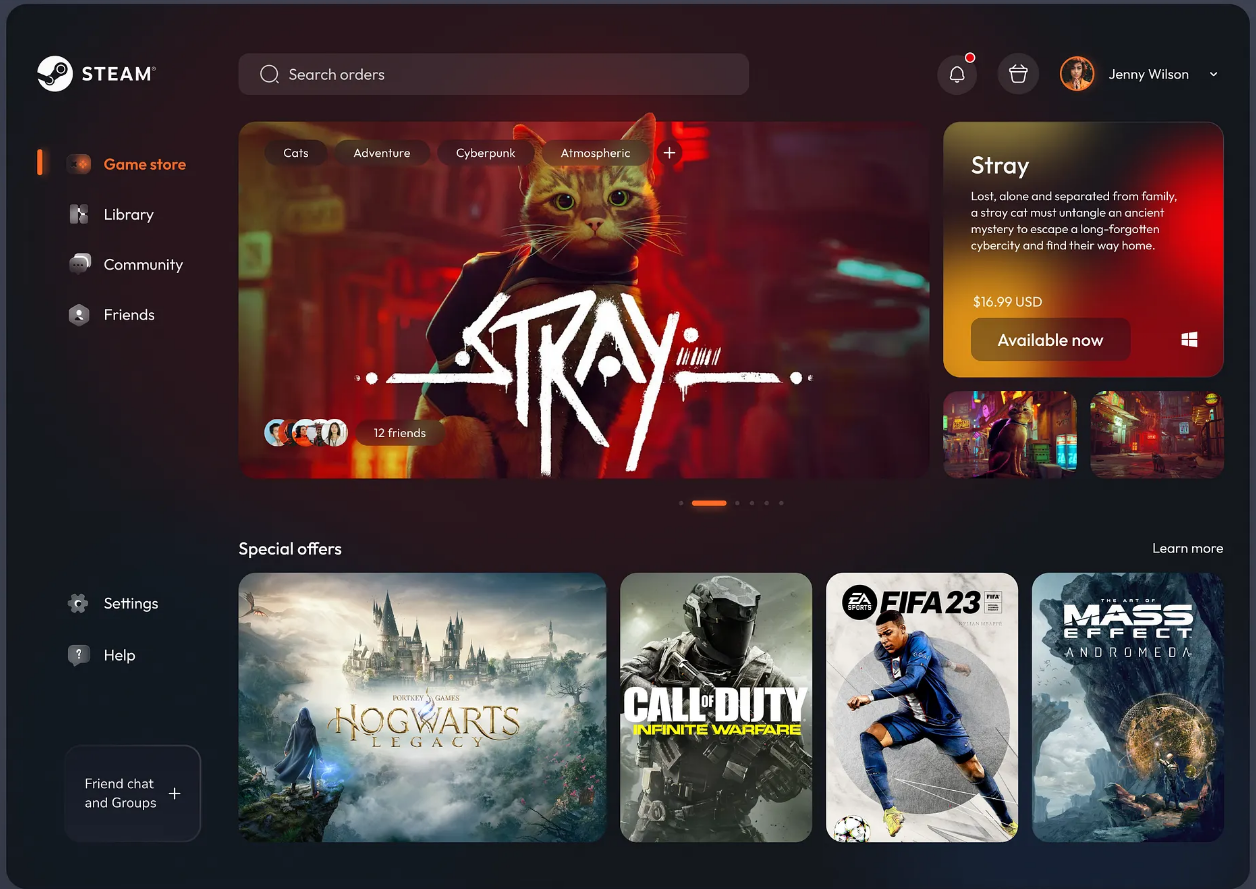 STEAM®
Search orders
Jenny Wilson
Game store
Library
Community
Friends
Cats
Adventure
Cyberpunk
Atmospheric
+
STRAY
12 friends
Stray
Lost, alone and separated from family,
a stray cat must untangle an ancient
mystery to escape a long-forgotten
cybercity and find their way home.
$16.99 USD
Available now
Special offers
Learn more
Settings
?
Help
Friend chat
and Groups
+
PORTKEY GAMES
HOGWARTS
LEGACY
CALL OF DUTY
INFINITE WARFARE
EA
SPORTS
FIFA 23
FIFA
THE ART OF
MASS
EFFECT
ANDROMEDA